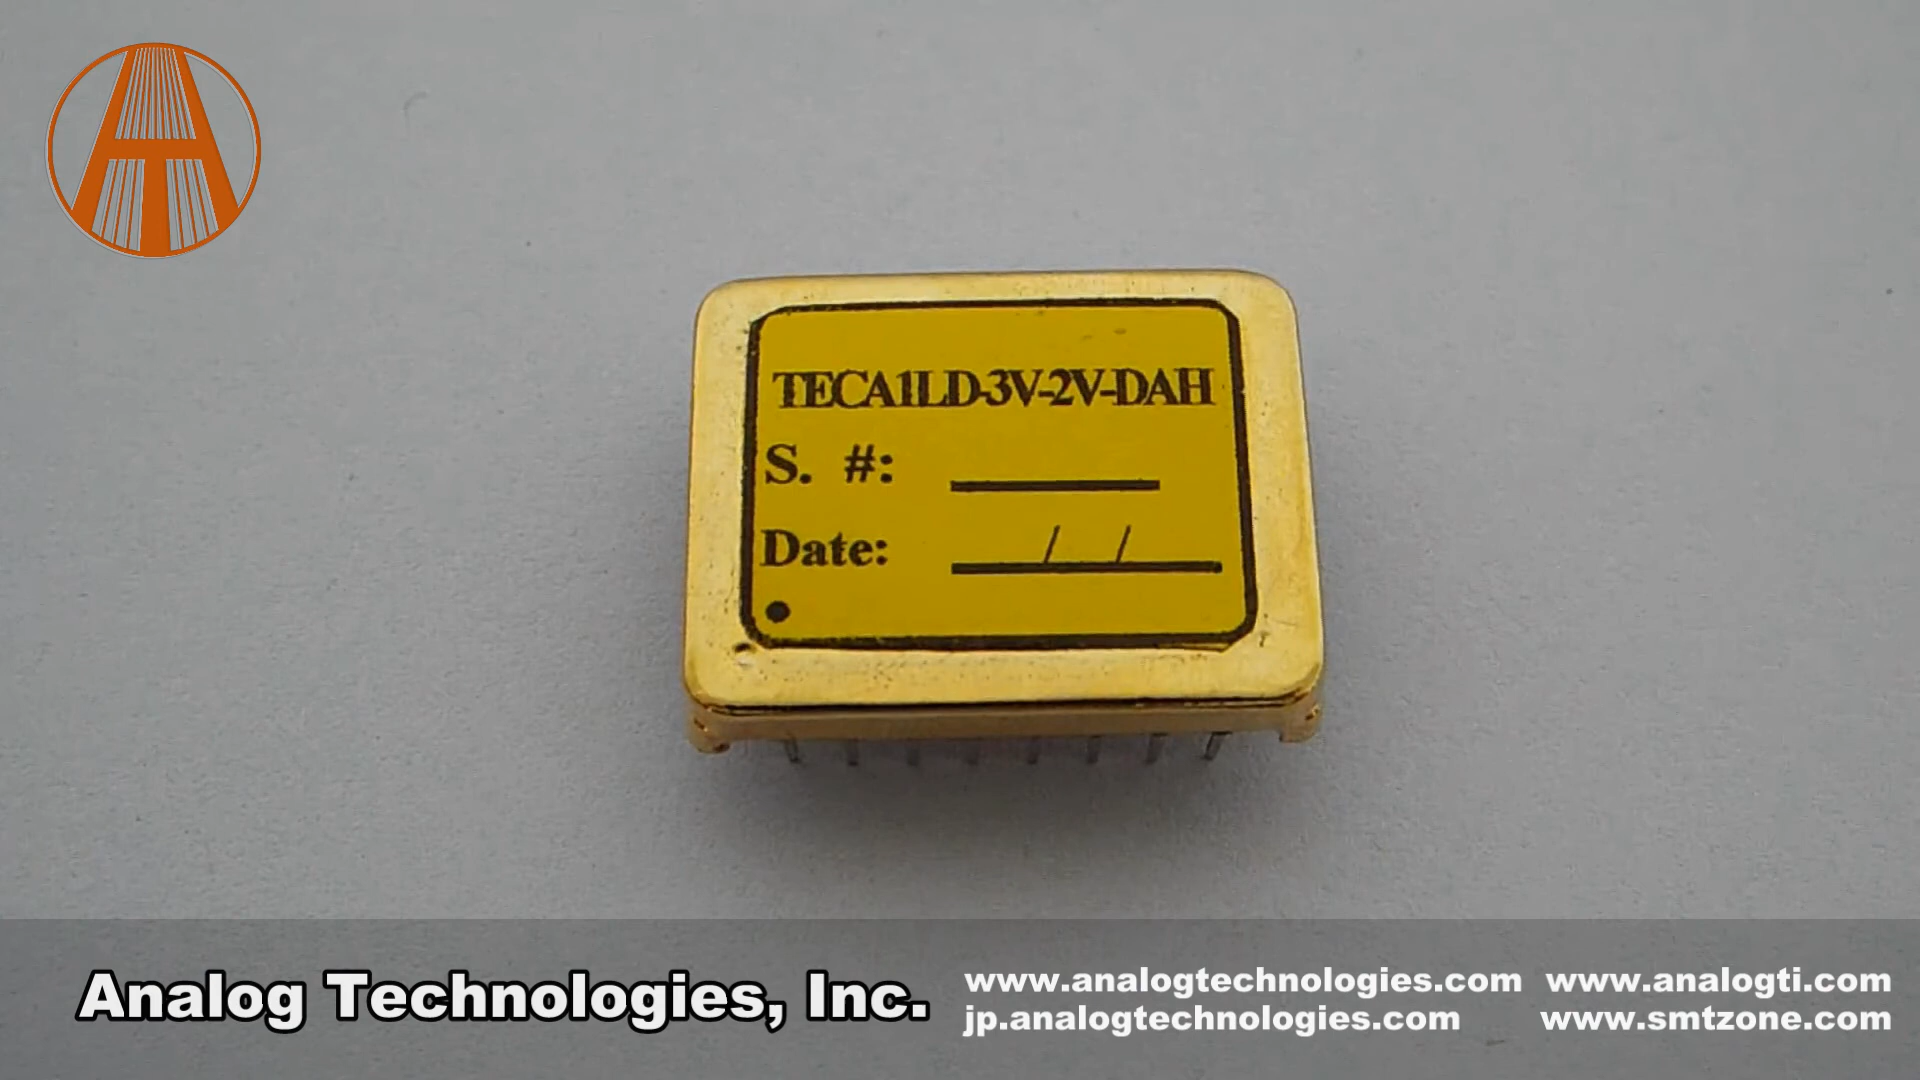 TECA1LD-3V-2V-DAH
S. #:
Date: / /
Analog Technologies, Inc.
www.analogtechnologies.com www.analogti.com
jp.analogtechnologies.com www.smtzone.com